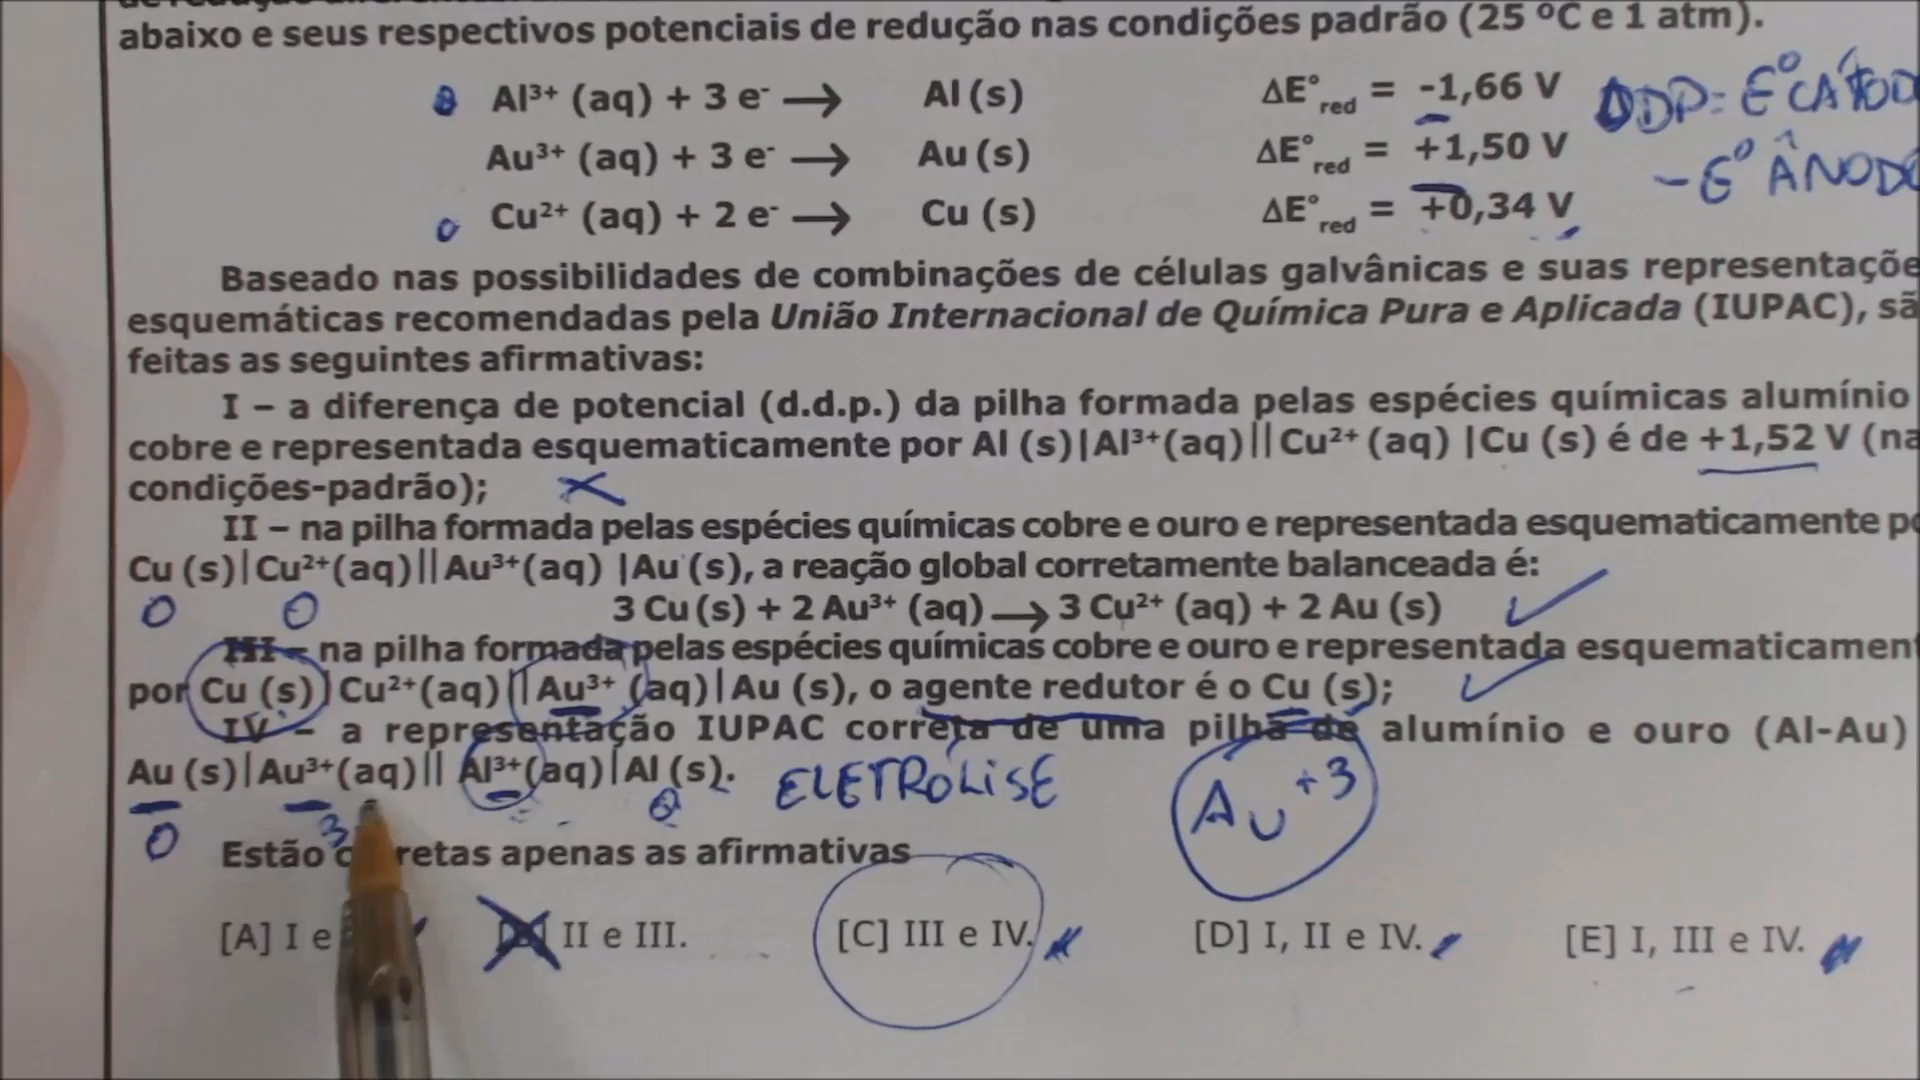 abaixo e seus respectivos potenciais de redução nas condições padrão (25 ºC e 1 atm).
Al³⁺ (aq) + 3 e⁻ → Al (s) ΔE°red = -1,66 V DDP = E° CÁTOD
Au³⁺ (aq) + 3 e⁻ → Au (s) ΔE°red = +1,50 V - E° ÂNODO
Cu²⁺ (aq) + 2 e⁻ → Cu (s) ΔE°red = +0,34 V
Baseado nas possibilidades de combinações de células galvânicas e suas representaçõe
esquemáticas recomendadas pela União Internacional de Química Pura e Aplicada (IUPAC), sã
feitas as seguintes afirmativas:
I – a diferença de potencial (d.d.p.) da pilha formada pelas espécies químicas alumínio
cobre e representada esquematicamente por Al (s)|Al³⁺(aq)||Cu²⁺ (aq) |Cu (s) é de +1,52 V (na
condições-padrão);
II – na pilha formada pelas espécies químicas cobre e ouro e representada esquematicamente p
Cu (s)|Cu²⁺(aq)||Au³⁺(aq) |Au (s), a reação global corretamente balanceada é:
0 0 3 Cu (s) + 2 Au³⁺ (aq) → 3 Cu²⁺ (aq) + 2 Au (s)
III – na pilha formada pelas espécies químicas cobre e ouro e representada esquematicament
por Cu (s)|Cu²⁺(aq) ||Au³⁺ (aq)|Au (s), o agente redutor é o Cu (s);
IV – a representação IUPAC correta de uma pilha de alumínio e ouro (Al-Au)
Au (s)|Au³⁺(aq)|| Al³⁺(aq)|Al (s). ELETRÓLISE Au⁺³
0 3
Estão retas apenas as afirmativas
[A] I e
II e III.
[C] III e IV.
[D] I, II e IV.
[E] I, III e IV.